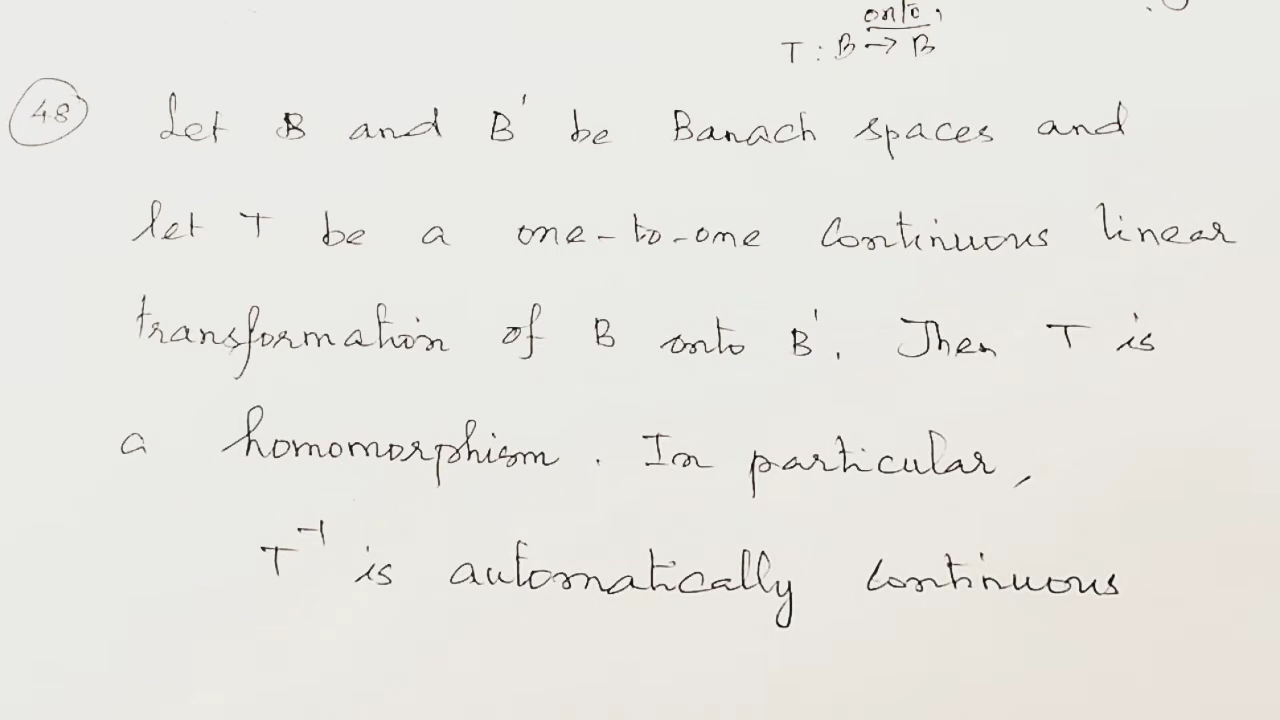 onto,
T : B → B
48 Let B and B' be Banach spaces and
let T be a one-to-one continuous linear
transformation of B onto B'. Then T is
a homomorphism. In particular,
T⁻¹ is automatically continuous